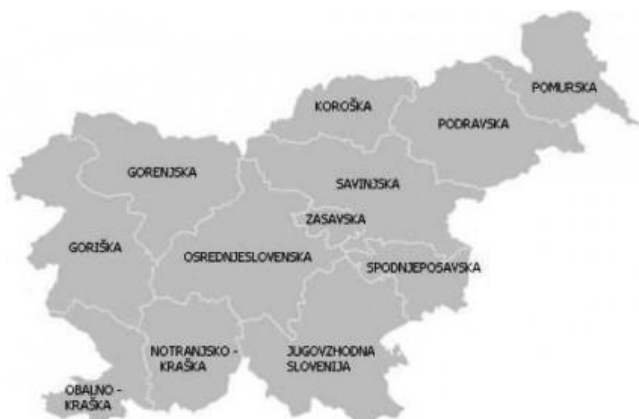 POMURSKA
KOROŠKA
PODRAVSKA
GORENJSKA
SAVINJSKA
ZASAVSKA
GORIŠKA
OSREDNJESLOVENSKA
SPODNJEPOSAVSKA
NOTRANJSKO -
KRAŠKA
JUGOVZHODNA
SLOVENIJA
OBALNO -
KRAŠKA